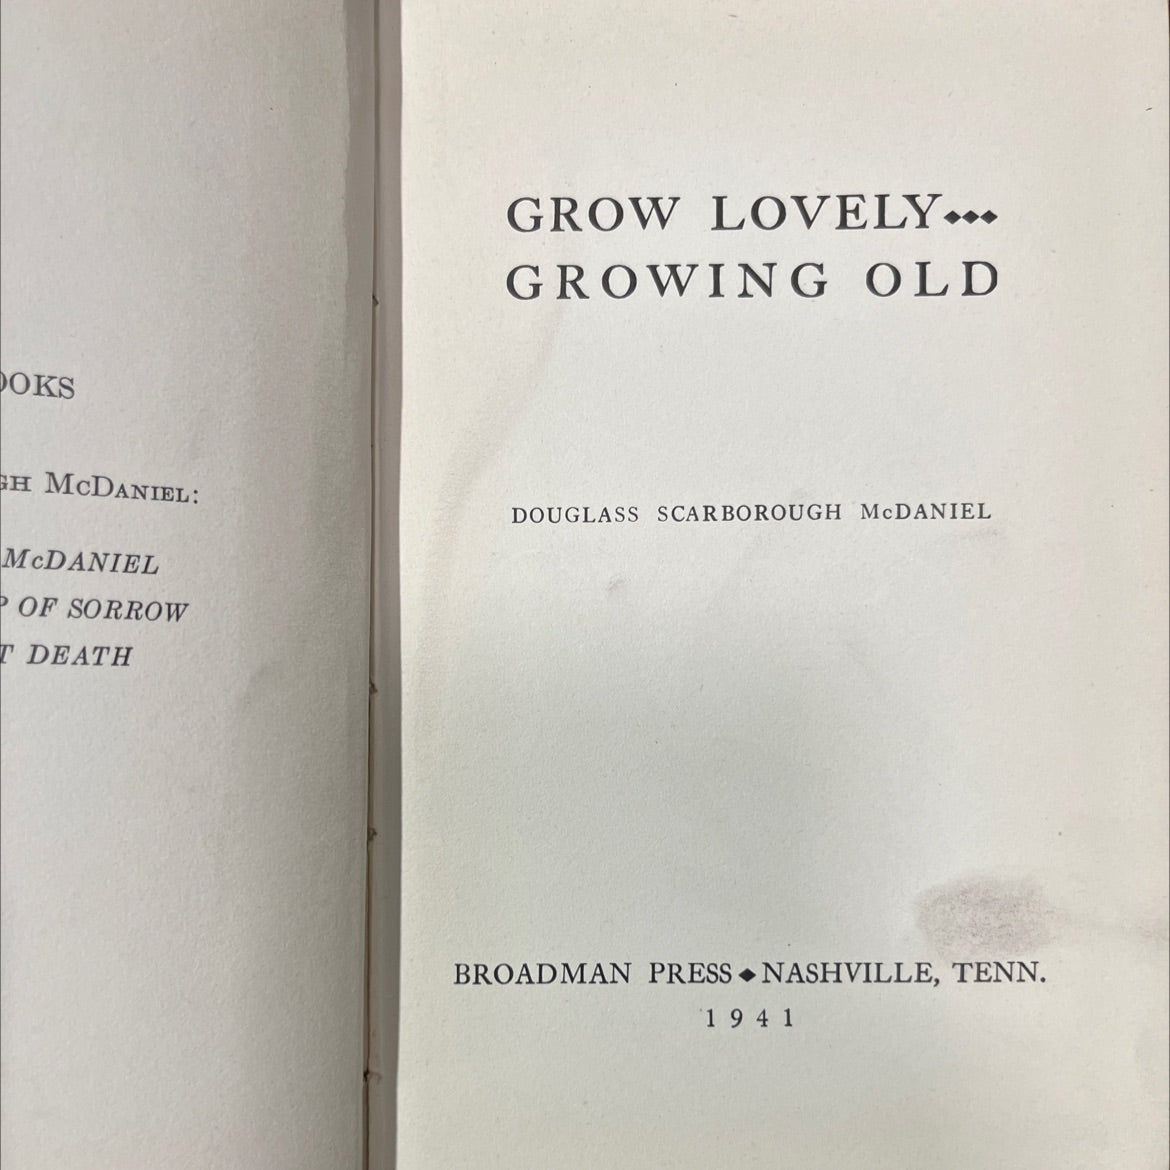 OOKS
GH McDANIEL:
McDANIEL
P OF SORROW
T DEATH
GROW LOVELY◆◆◆
GROWING OLD
DOUGLASS SCARBOROUGH McDANIEL
BROADMAN PRESS ◆ NASHVILLE, TENN.
1941